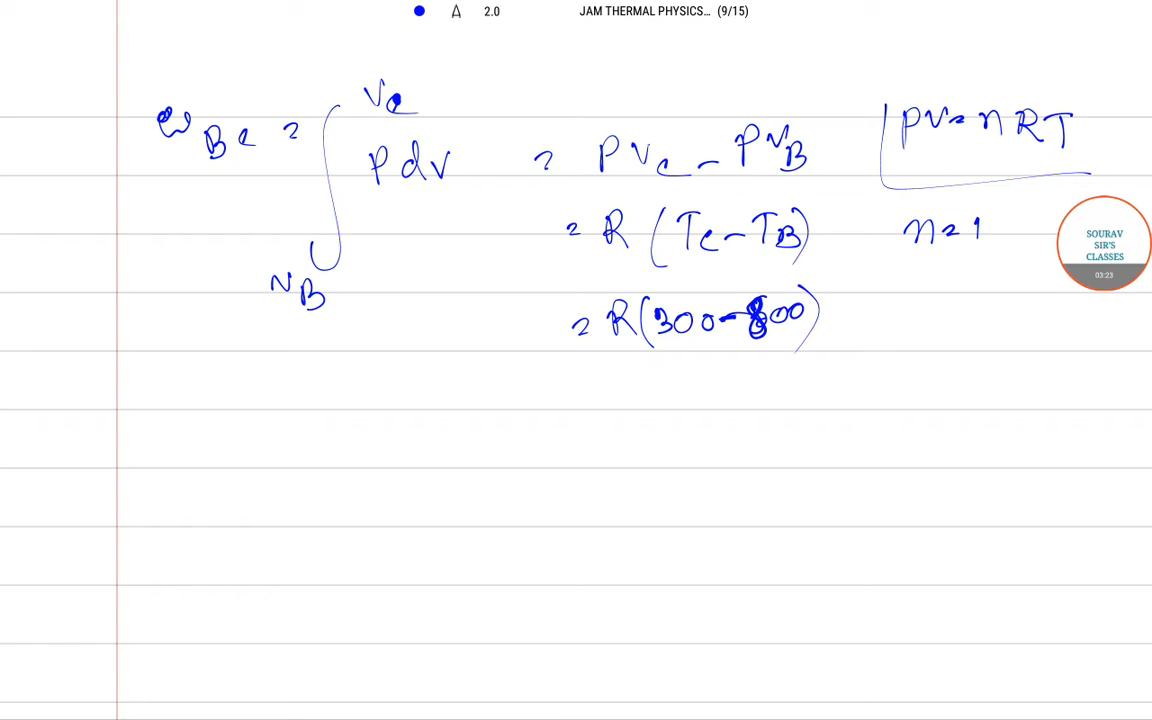 2.0 JAM THERMAL PHYSICS... (9/15)
W_BC = ∫_{V_B}^{V_C} P dV = PV_C - PV_B
PV = nRT
= R(T_C - T_B)
n = 1
= R(300 - 800)
SOURAV
SIR'S
CLASSES
03:23